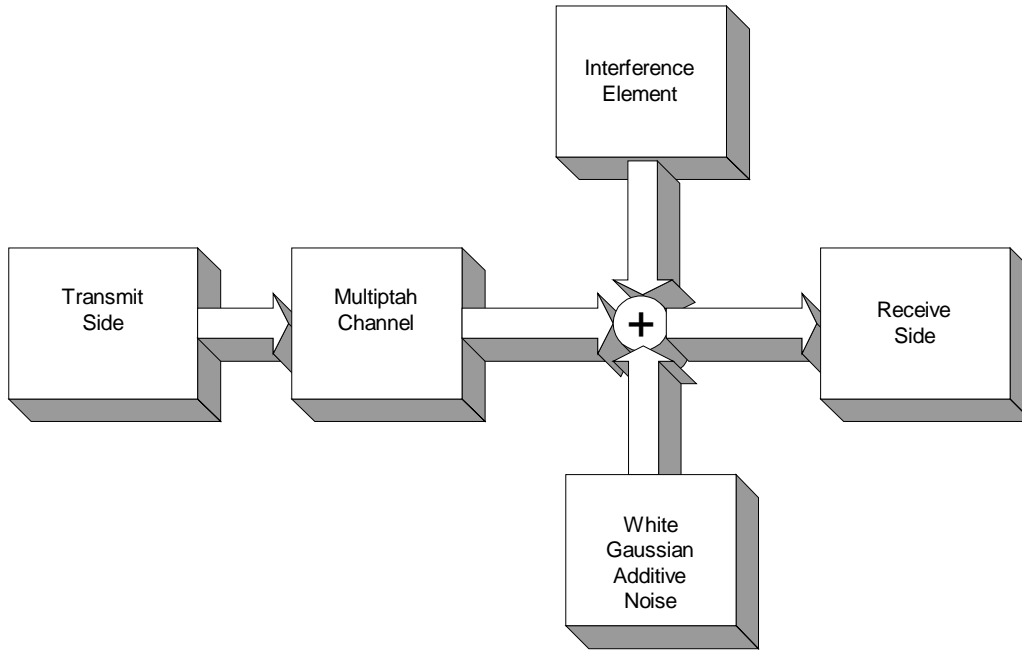 Interference
Element
Transmit
Side
Multiptah
Channel
+
Receive
Side
White
Gaussian
Additive
Noise